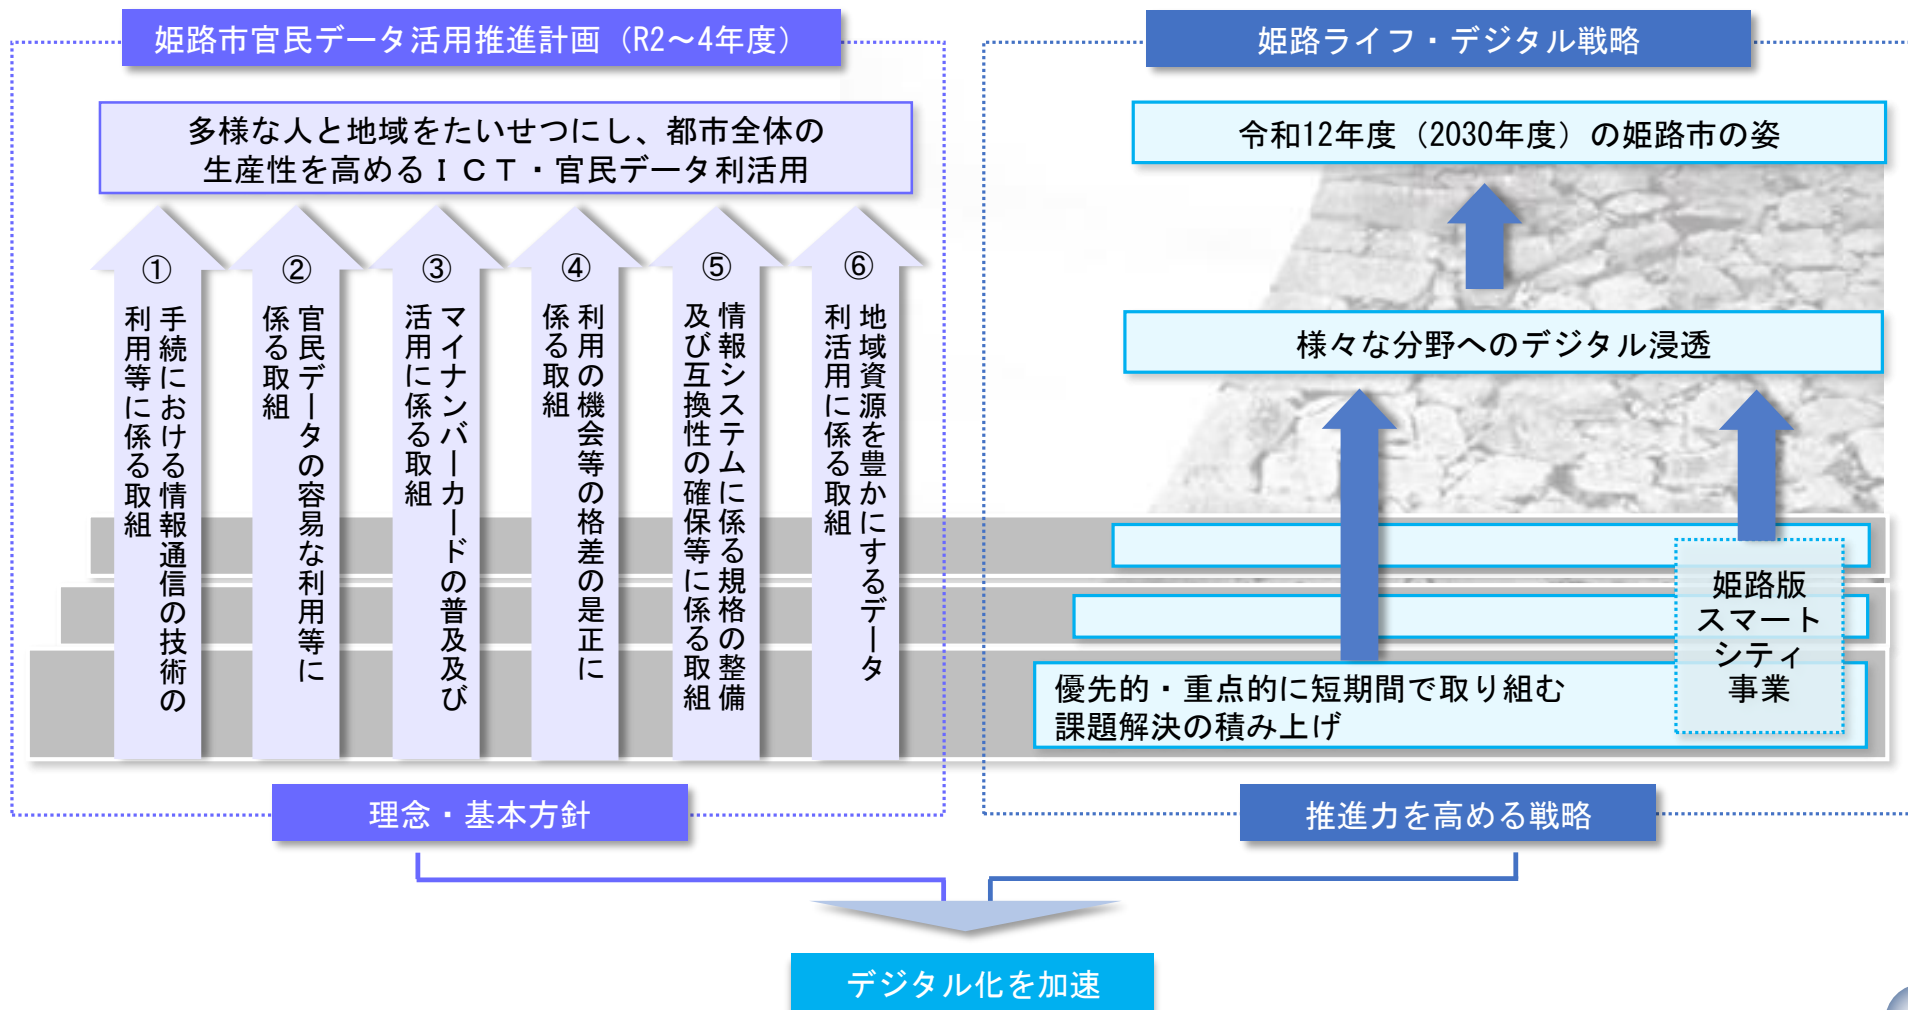 姫路市官民データ活用推進計画（R2～4年度）
多様な人と地域をたいせつにし、都市全体の
生産性を高めるＩＣＴ・官民データ利活用
①
手続における情報通信の技術の
利用等に係る取組
②
官民データの容易な利用等に
係る取組
③
マイナンバーカードの普及及び
活用に係る取組
④
利用の機会等の格差の是正に
係る取組
⑤
情報システムに係る規格の整備
及び互換性の確保等に係る取組
⑥
地域資源を豊かにするデータ
利活用に係る取組
理念・基本方針
姫路ライフ・デジタル戦略
令和12年度（2030年度）の姫路市の姿
様々な分野へのデジタル浸透
姫路版
スマート
シティ
事業
優先的・重点的に短期間で取り組む
課題解決の積み上げ
推進力を高める戦略
デジタル化を加速